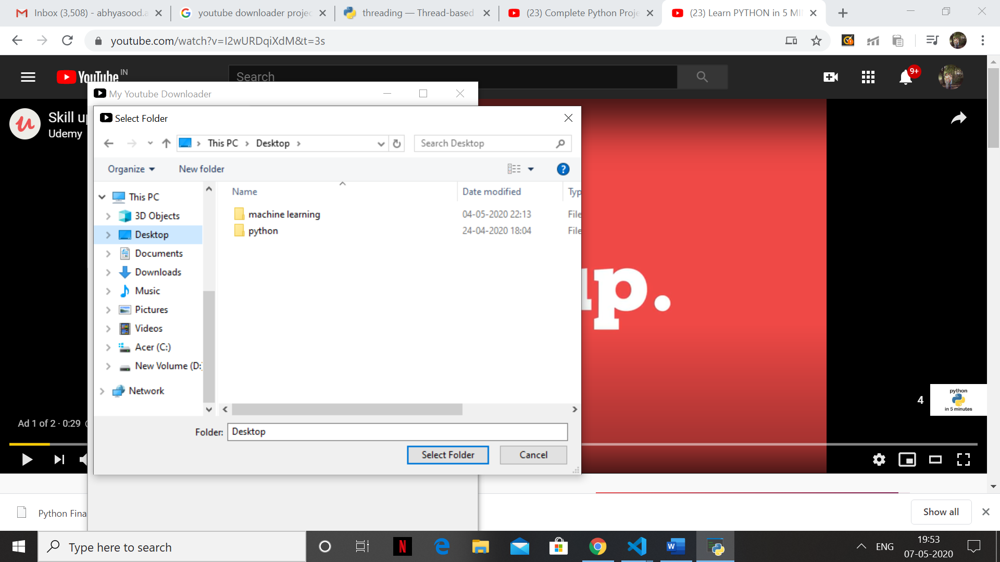 Inbox (3,508) - abhyasood.a
youtube downloader projec
threading — Thread-based
(23) Complete Python Proje
(23) Learn PYTHON in 5 MI
youtube.com/watch?v=I2wURDqiXdM&t=3s
YouTube IN
Search
9+
My Youtube Downloader
Skill up
Udemy
Select Folder
This PC > Desktop >
Search Desktop
Organize
New folder
?
Name
Date modified
Typ
This PC
3D Objects
Desktop
Documents
Downloads
Music
Pictures
Videos
Acer (C:)
New Volume (D:
Network
machine learning 04-05-2020 22:13 File
python 24-04-2020 18:04 File
up.
4
python
in 5 minutes
Ad 1 of 2 · 0:29
Folder: Desktop
Select Folder
Cancel
Python Fina
Show all
Type here to search
N
W
ENG
19:53
07-05-2020